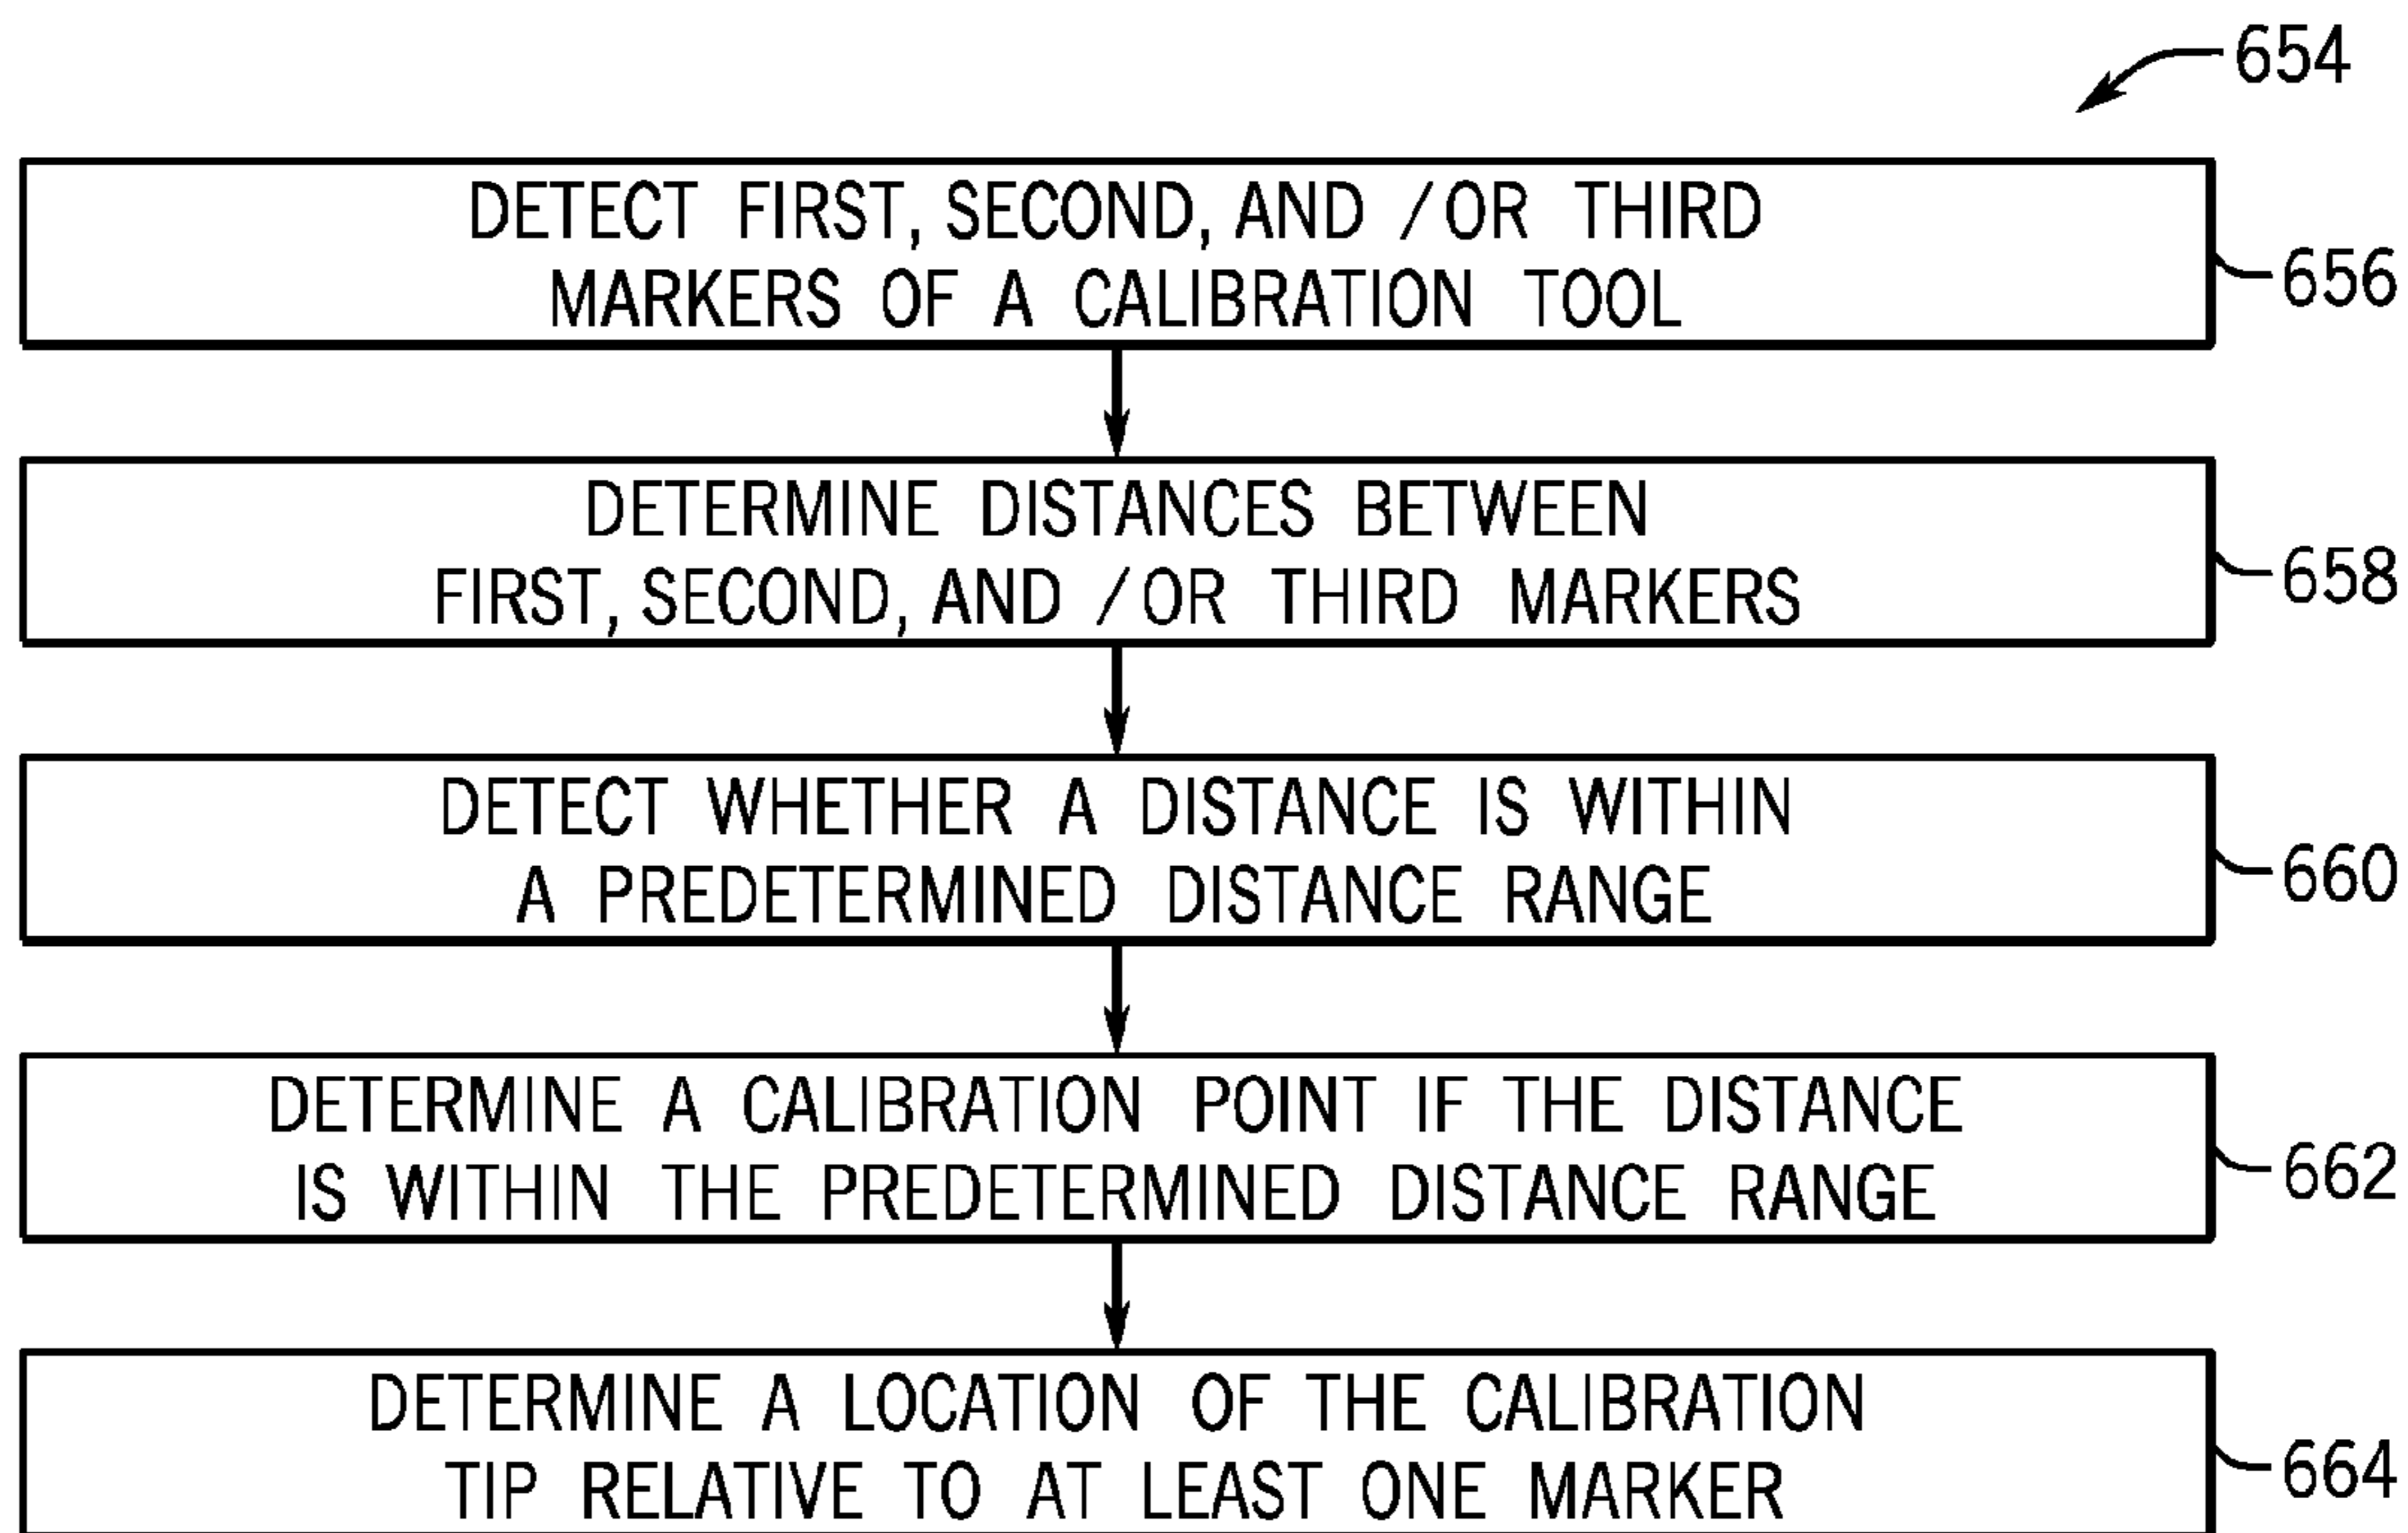 654
DETECT FIRST, SECOND, AND /OR THIRD
MARKERS OF A CALIBRATION TOOL
656
DETERMINE DISTANCES BETWEEN
FIRST, SECOND, AND /OR THIRD MARKERS
658
DETECT WHETHER A DISTANCE IS WITHIN
A PREDETERMINED DISTANCE RANGE
660
DETERMINE A CALIBRATION POINT IF THE DISTANCE
IS WITHIN THE PREDETERMINED DISTANCE RANGE
662
DETERMINE A LOCATION OF THE CALIBRATION
TIP RELATIVE TO AT LEAST ONE MARKER
664